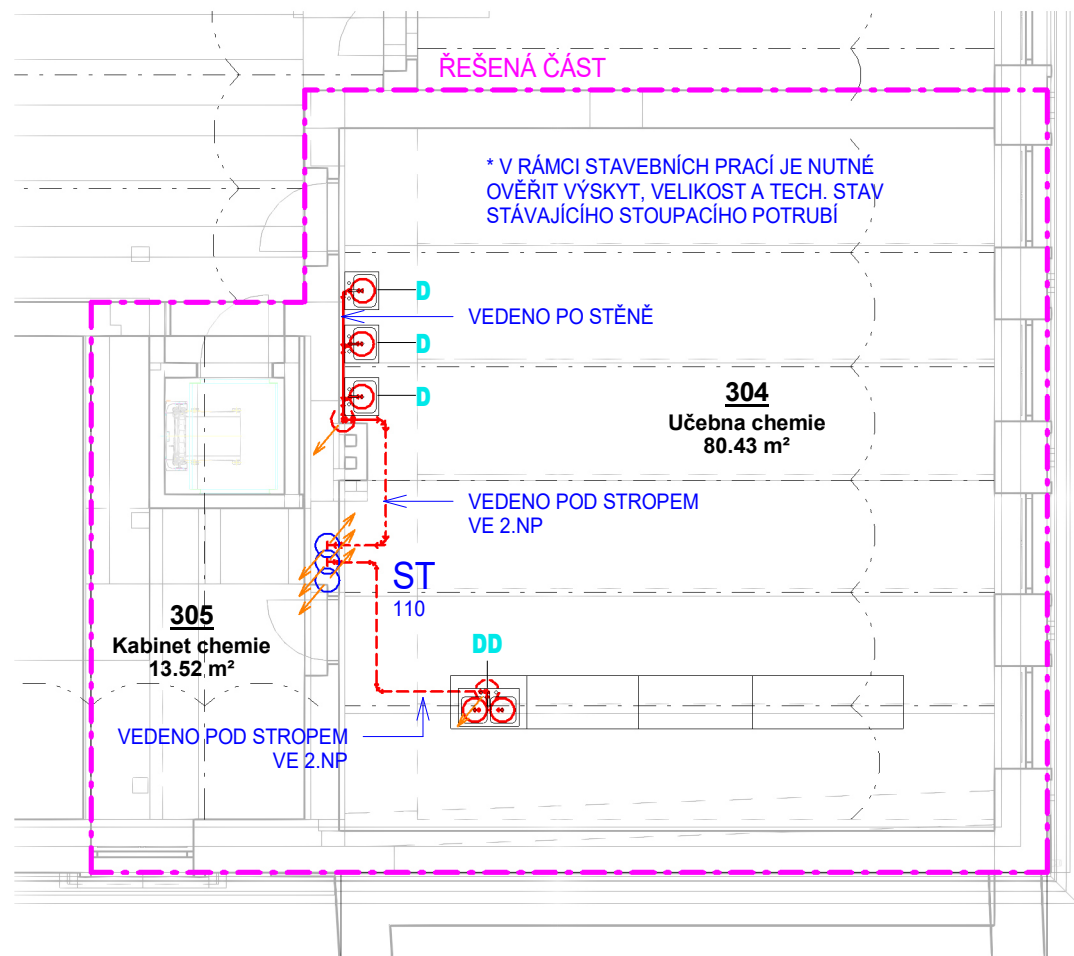 ŘEŠENÁ ČÁST
* V RÁMCI STAVEBNÍCH PRACÍ JE NUTNÉ
OVĚŘIT VÝSKYT, VELIKOST A TECH. STAV
STÁVAJÍCÍHO STOUPACÍHO POTRUBÍ
D
VEDENO PO STĚNĚ
D
D
304
Učebna chemie
80.43 m²
VEDENO POD STROPEM
VE 2.NP
ST
110
305
Kabinet chemie
13.52 m²
DD
VEDENO POD STROPEM
VE 2.NP